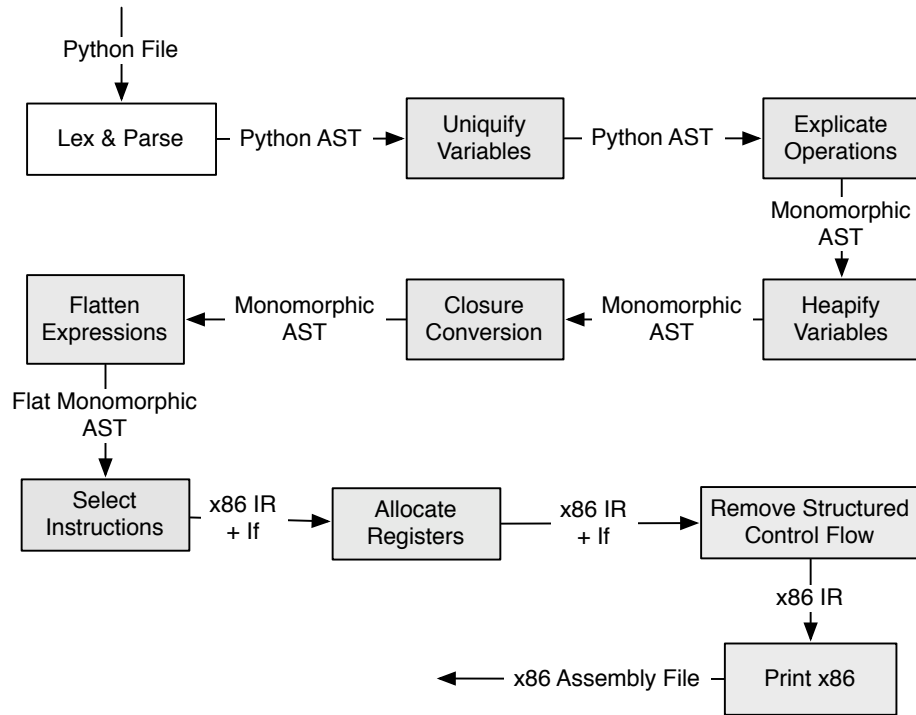 Python File
Lex & Parse
Python AST
Uniquify
Variables
Python AST
Explicate
Operations
Monomorphic
AST
Flatten
Expressions
Monomorphic
AST
Closure
Conversion
Monomorphic
AST
Heapify
Variables
Flat Monomorphic
AST
Select
Instructions
x86 IR
+ If
Allocate
Registers
x86 IR
+ If
Remove Structured
Control Flow
x86 IR
x86 Assembly File
Print x86